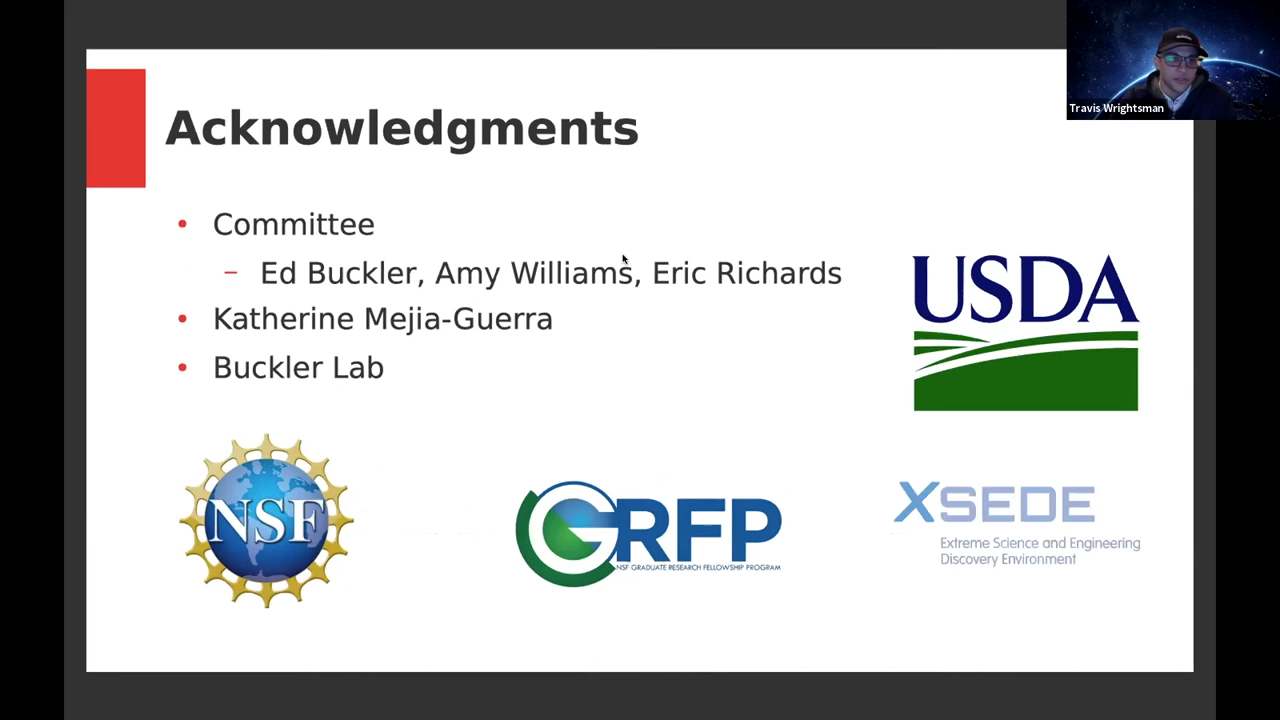 Travis Wrightsman
Acknowledgments
• Committee
– Ed Buckler, Amy Williams, Eric Richards
• Katherine Mejia-Guerra
• Buckler Lab
USDA
NSF
GRFP
NSF GRADUATE RESEARCH FELLOWSHIP PROGRAM
XSEDE
Extreme Science and Engineering
Discovery Environment